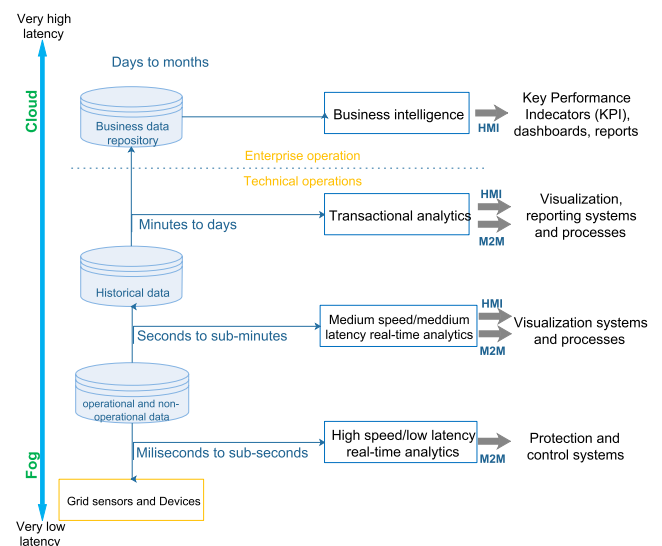 Very high
latency
Days to months
Cloud
Business data
repository
Business intelligence
HMI
Key Performance
Indecators (KPI),
dashboards, reports
Enterprise operation
Technical operations
Minutes to days
Transactional analytics
HMI
M2M
Visualization,
reporting systems
and processes
Historical data
Seconds to sub-minutes
Medium speed/meddium
latency real-time analytics
HMI
M2M
Visualization systems
and processes
operational and non-
operational data
Miliseconds to sub-seconds
High speed/low latency
real-time analytics
M2M
Protection and
control systems
Fog
Grid sensors and Devices
Very low
latency